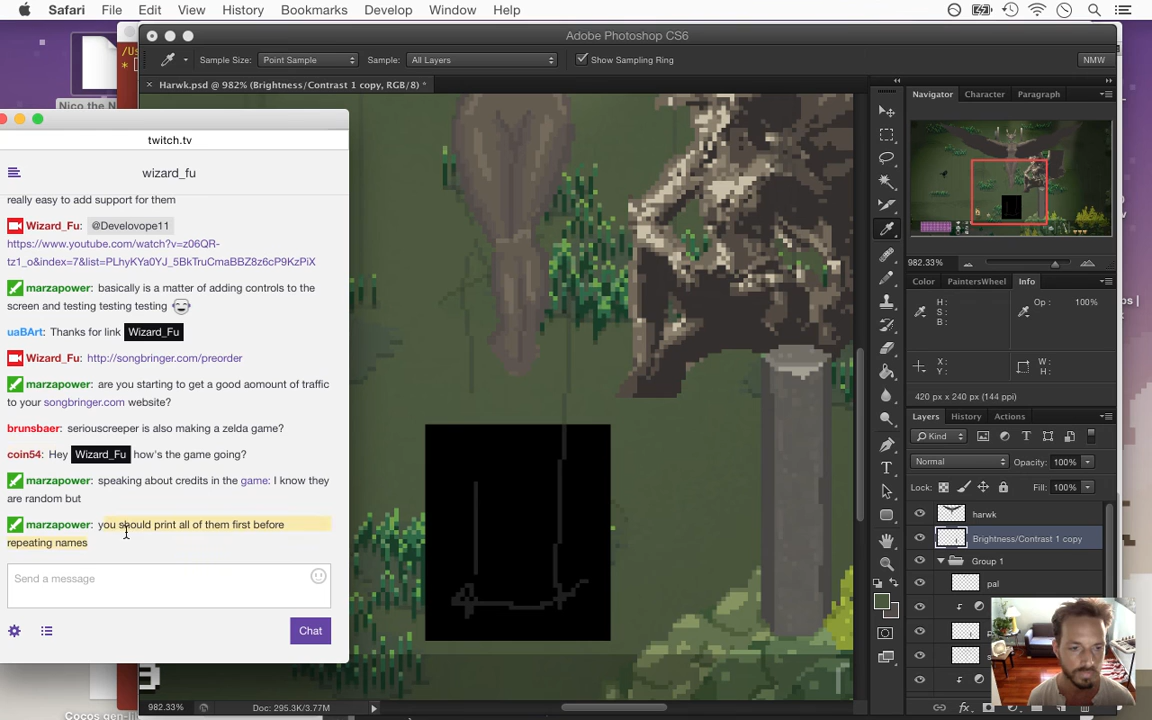 Safari File Edit View History Bookmarks Develop Window Help
Adobe Photoshop CS6
/Us
*
Nico the N
Sample Size: Point Sample Sample: All Layers Show Sampling Ring NMW
Harwk.psd @ 982% (Brightness/Contrast 1 copy, RGB/8) *
twitch.tv
wizard_fu
really easy to add support for them
Wizard_Fu: @Develovope11
https://www.youtube.com/watch?v=z06QR-
tz1_o&index=7&list=PLhyKYa0YJ_5BkTruCmaBBZ8z6cP9KzPiX
marzapower: basically is a matter of adding controls to the
screen and testing testing testing
uaBArt: Thanks for link Wizard_Fu
Wizard_Fu: http://songbringer.com/preorder
marzapower: are you starting to get a good aomount of traffic
to your songbringer.com website?
brunsbaer: seriouscreeper is also making a zelda game?
coin54: Hey Wizard_Fu how's the game going?
marzapower: speaking about credits in the game: I know they
are random but
marzapower: you should print all of them first before
repeating names
Send a message
Chat
Navigator Character Paragraph
982.33%
Color PaintersWheel Info
H:
S:
B:
Op: 100%
X:
Y:
W:
H:
420 px x 240 px (144 ppi)
Layers History Actions
Kind
Normal Opacity: 100%
Lock: Fill: 100%
harwk
Brightness/Contrast 1 copy
Group 1
pal
982.33% Doc: 295.3K/3.77M